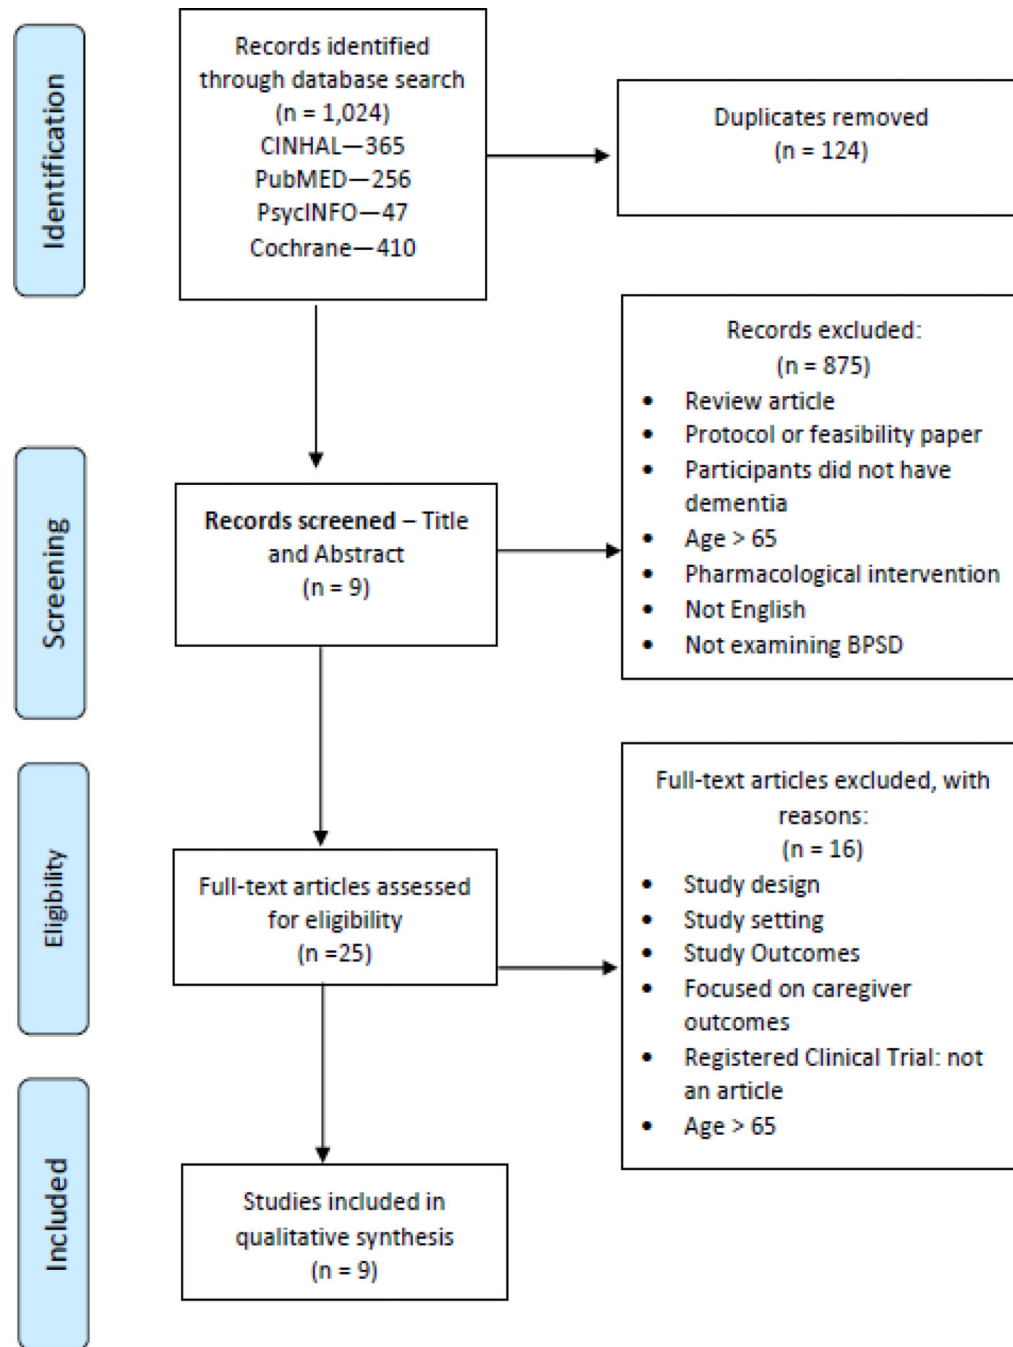 Identification
Records identified
through database search
(n = 1,024)
CINHAL—365
PubMED—256
PsycINFO—47
Cochrane—410
Duplicates removed
(n = 124)
Screening
Records screened – Title
and Abstract
(n = 9)
Records excluded:
(n = 875)
• Review article
• Protocol or feasibility paper
• Participants did not have
dementia
• Age > 65
• Pharmacological intervention
• Not English
• Not examining BPSD
Eligibility
Full-text articles assessed
for eligibility
(n =25)
Full-text articles excluded, with
reasons:
(n = 16)
• Study design
• Study setting
• Study Outcomes
• Focused on caregiver
outcomes
• Registered Clinical Trial: not
an article
• Age > 65
Included
Studies included in
qualitative synthesis
(n = 9)